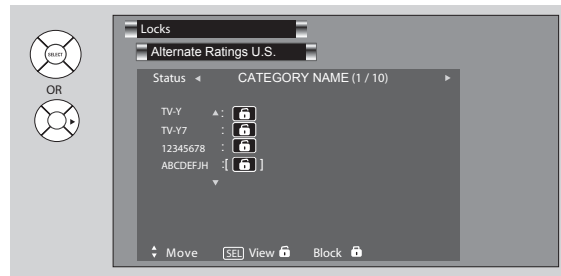 SELECT
OR
Locks
Alternate Ratings U.S.
Status CATEGORY NAME (1 / 10)
TV-Y :
TV-Y7 :
12345678 :
ABCDEFJH :[ ]
Move SEL View Block